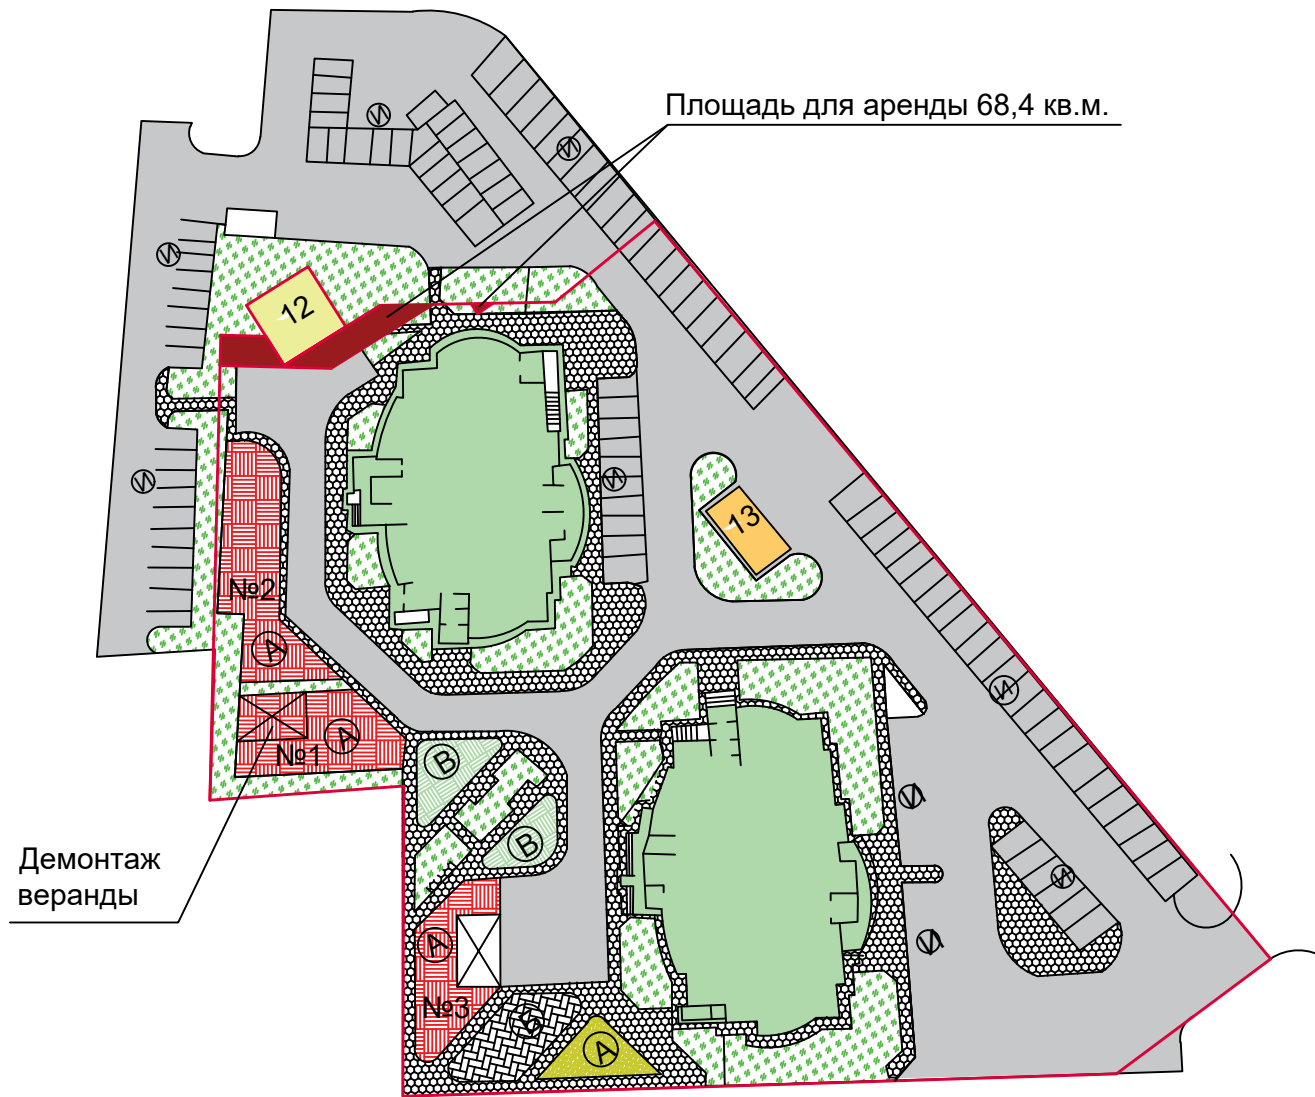 Площадь для аренды 68,4 кв.м.
И
И
И
12
И
И
13
№2
А
И
А
№1
В
И
В
И
А
И
№3
Б
А
Демонтаж
веранды